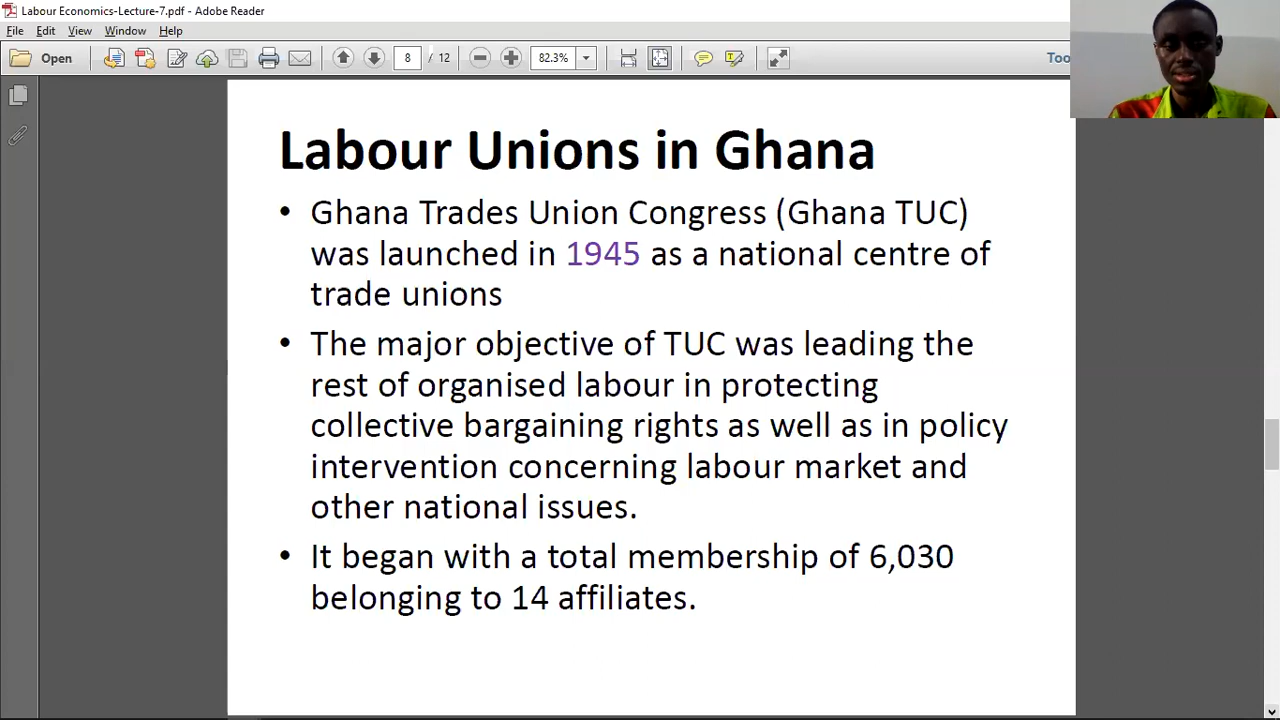 Labour Economics-Lecture-7.pdf - Adobe Reader
File Edit View Window Help
Open 8 / 12 82.3%
Labour Unions in Ghana
• Ghana Trades Union Congress (Ghana TUC)
was launched in 1945 as a national centre of
trade unions
• The major objective of TUC was leading the
rest of organised labour in protecting
collective bargaining rights as well as in policy
intervention concerning labour market and
other national issues.
• It began with a total membership of 6,030
belonging to 14 affiliates.